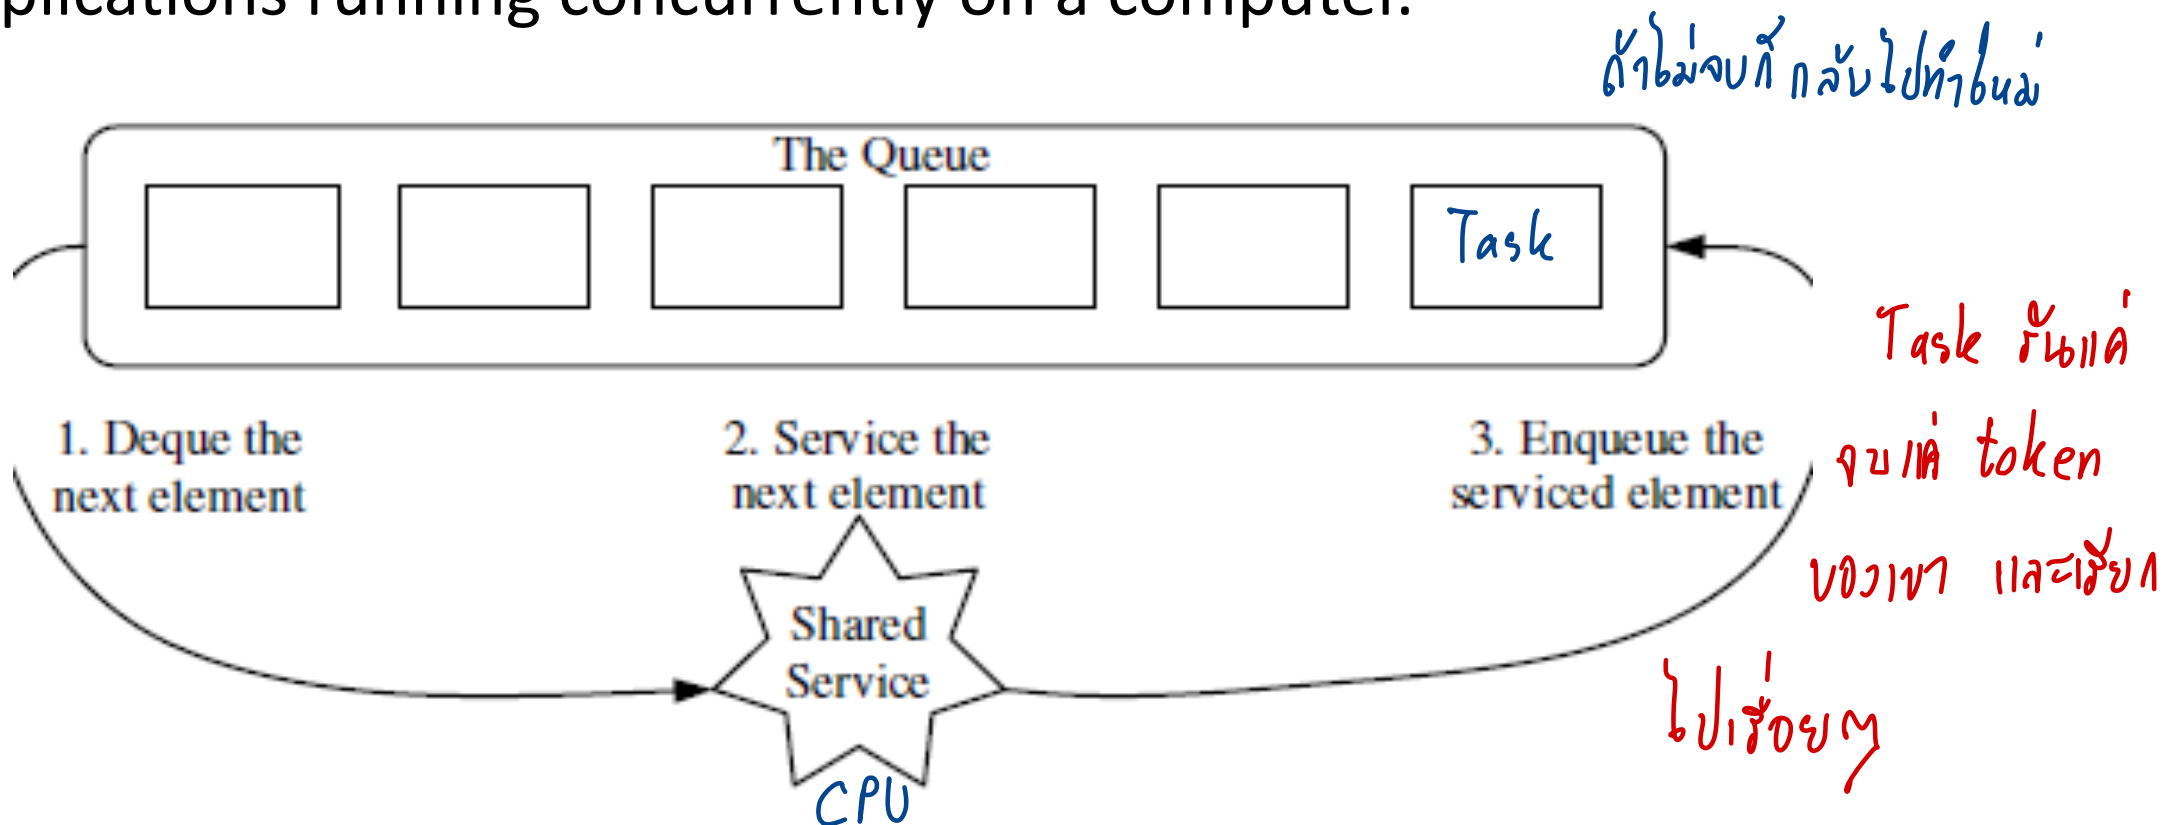 plications running concurrently on a computer.
ถ้าไม่จบก็ กลับไปทำใหม่
The Queue
Task
Task รันแค่
จบแค่ token
ของเขา และเรียก
ไปเรื่อยๆ
1. Deque the
next element
2. Service the
next element
3. Enqueue the
serviced element
Shared
Service
CPU